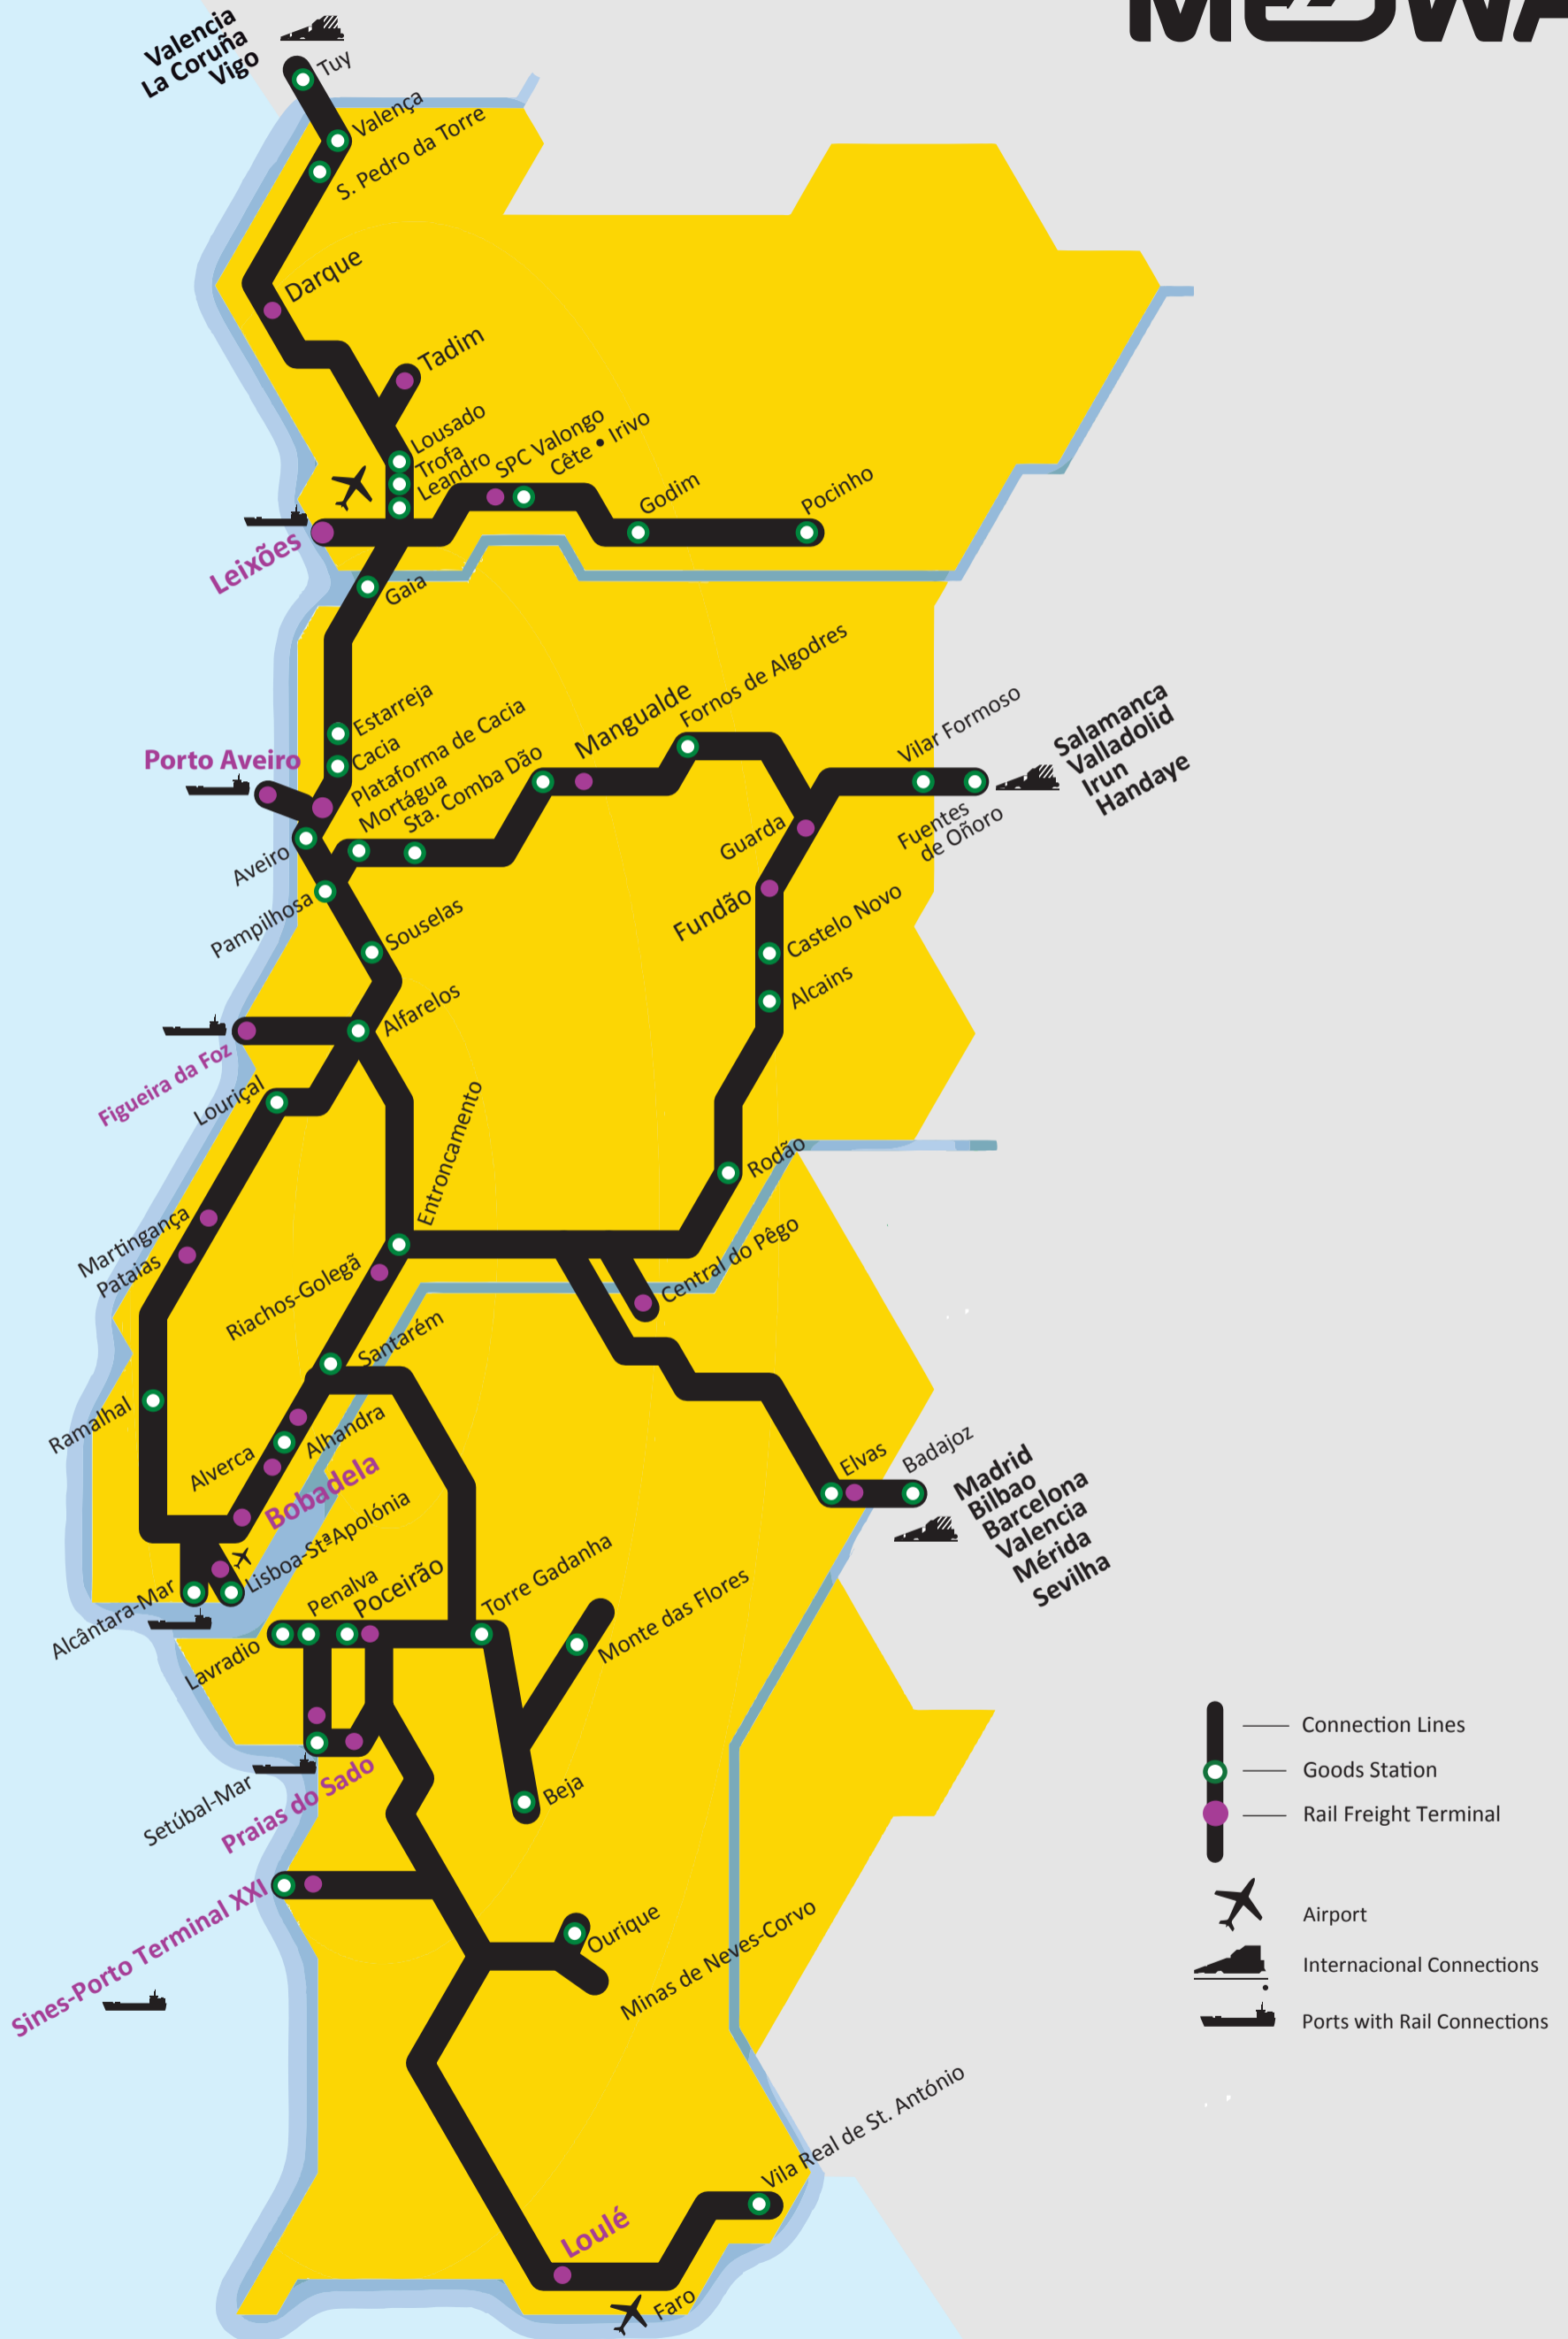 Valencia
La Coruña
Vigo
Tuy
Valença
S. Pedro da Torre
Darque
Tadim
Lousado
Trofa
Leandro
SPC Valongo
Cête • Irivo
Godim
Pocinho
Leixões
Gaia
Estarreja
Cacia
Plataforma de Cacia
Porto Aveiro
Mortágua
Sta. Comba Dão
Mangualde
Fornos de Algodres
Vilar Formoso
Salamanca
Valladolid
Irun
Handaye
Fuentes
de Oñoro
Guarda
Aveiro
Pampilhosa
Fundão
Castelo Novo
Souselas
Alcains
Alfarelos
Figueira da Foz
Louriçal
Entroncamento
Rodão
Martingança
Pataias
Riachos-Golegã
Central do Pêgo
Santarém
Ramalhal
Alhandra
Alverca
Bobadela
Elvas
Badajoz
Madrid
Bilbao
Barcelona
Valencia
Mérida
Sevilha
Lisboa-StªApolónia
Alcântara-Mar
Penalva
Poceirão
Torre Gadanha
Monte das Flores
Lavradio
Setúbal-Mar
Praias do Sado
Beja
Sines-Porto Terminal XXI
Ourique
Minas de Neves-Corvo
Vila Real de St. António
Loulé
Faro
Connection Lines
Goods Station
Rail Freight Terminal
Airport
Internacional Connections
Ports with Rail Connections